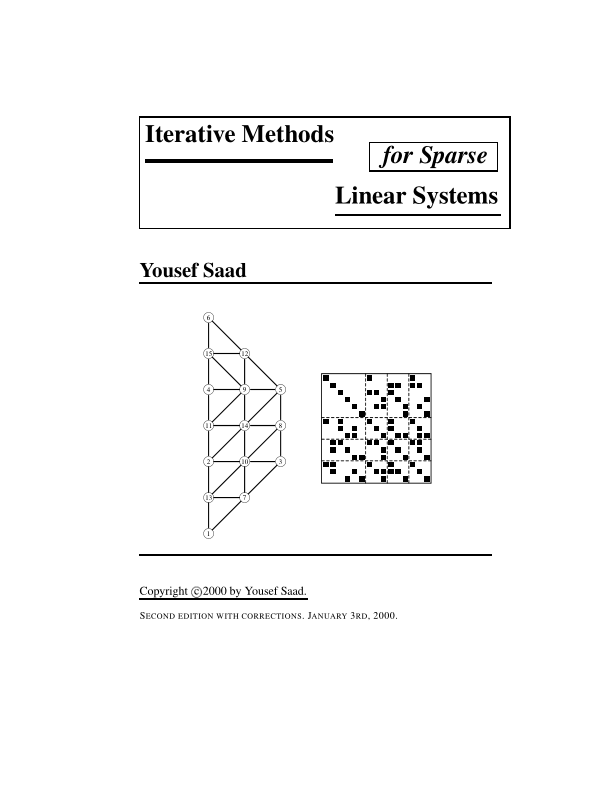 Iterative Methods
for Sparse
Linear Systems
Yousef Saad
6
15 12
4 9 5
11 14 8
2 10 3
13 7
1
Copyright ©2000 by Yousef Saad.
SECOND EDITION WITH CORRECTIONS. JANUARY 3RD, 2000.